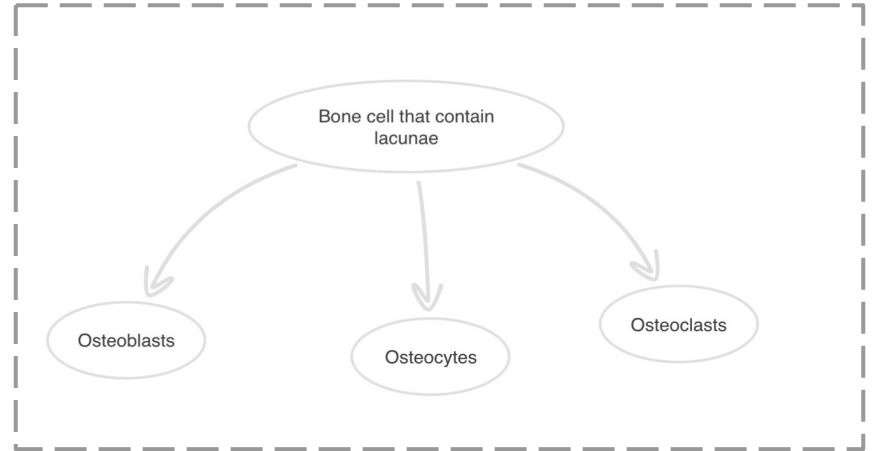 Bone cell that contain
lacunae
Osteoblasts
Osteocytes
Osteoclasts